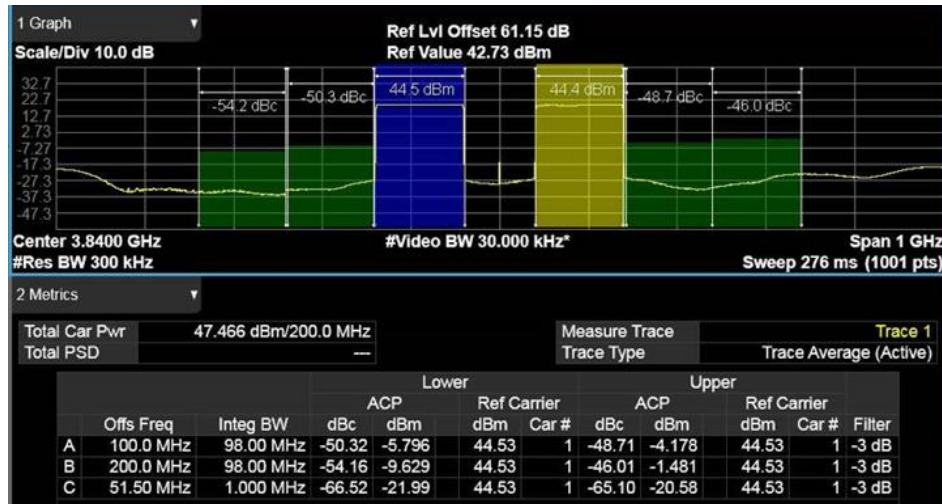 1 Graph
Scale/Div 10.0 dB
Ref Lvl Offset 61.15 dB
Ref Value 42.73 dBm
32.7
22.7
12.7
2.73
-7.27
-17.3
-27.3
-37.3
-47.3
-54.2 dBc
-50.3 dBc
44.5 dBm
44.4 dBm
-48.7 dBc
-46.0 dBc
Center 3.8400 GHz
#Video BW 30.000 kHz*
Span 1 GHz
#Res BW 300 kHz
Sweep 276 ms (1001 pts)
2 Metrics
Total Car Pwr 47.466 dBm/200.0 MHz
Total PSD ---
Measure Trace Trace 1
Trace Type Trace Average (Active)
Lower Upper
ACP Ref Carrier ACP Ref Carrier
Offs Freq Integ BW dBc dBm dBm Car # dBc dBm dBm Car # Filter
A 100.0 MHz 98.00 MHz -50.32 -5.796 44.53 1 -48.71 -4.178 44.53 1 -3 dB
B 200.0 MHz 98.00 MHz -54.16 -9.629 44.53 1 -46.01 -1.481 44.53 1 -3 dB
C 51.50 MHz 1.000 MHz -66.52 -21.99 44.53 1 -65.10 -20.58 44.53 1 -3 dB